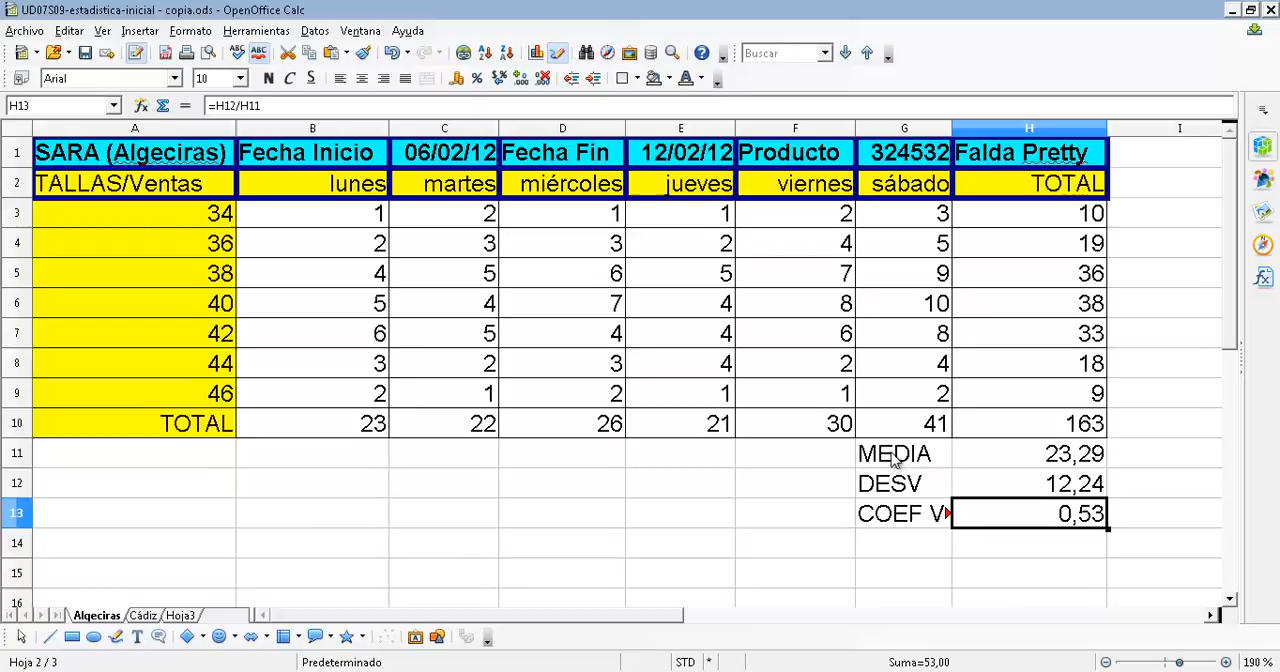 UD07S09-estadistica-inicial - copia.ods - OpenOffice Calc
Archivo Editar Ver Insertar Formato Herramientas Datos Ventana Ayuda
Buscar
Arial 10 N C S
H13 =H12/H11
A B C D E F G H I
1 SARA (Algeciras) Fecha Inicio 06/02/12 Fecha Fin 12/02/12 Producto 324532 Falda Pretty
2 TALLAS/Ventas lunes martes miércoles jueves viernes sábado TOTAL
3 34 1 2 1 1 2 3 10
4 36 2 3 3 2 4 5 19
5 38 4 5 6 5 7 9 36
6 40 5 4 7 4 8 10 38
7 42 6 5 4 4 6 8 33
8 44 3 2 3 4 2 4 18
9 46 2 1 2 1 1 2 9
10 TOTAL 23 22 26 21 30 41 163
11 MEDIA 23,29
12 DESV 12,24
13 COEF V 0,53
14
15
16
Algeciras Cádiz Hoja3
Hoja 2 / 3 Predeterminado STD * Suma=53,00 190 %